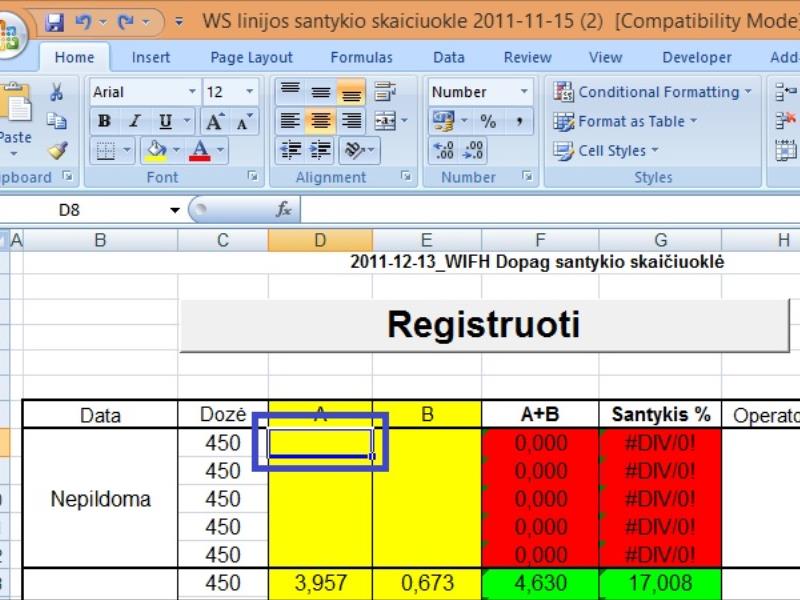 WS linijos santykio skaiciuokle 2011-11-15 (2) [Compatibility Mode
Home Insert Page Layout Formulas Data Review View Developer Add-
Arial 12 Number Conditional Formatting
Paste B I U A A % , Format as Table
A .00 .00 Cell Styles
pboard Font Alignment Number Styles
D8 fx
A B C D E F G H
2011-12-13_WIFH Dopag santykio skaičiuoklė
Registruoti
Data Dozė A B A+B Santykis % Operato
450 0,000 #DIV/0!
450 0,000 #DIV/0!
Nepildoma 450 0,000 #DIV/0!
450 0,000 #DIV/0!
450 0,000 #DIV/0!
450 3,957 0,673 4,630 17,008